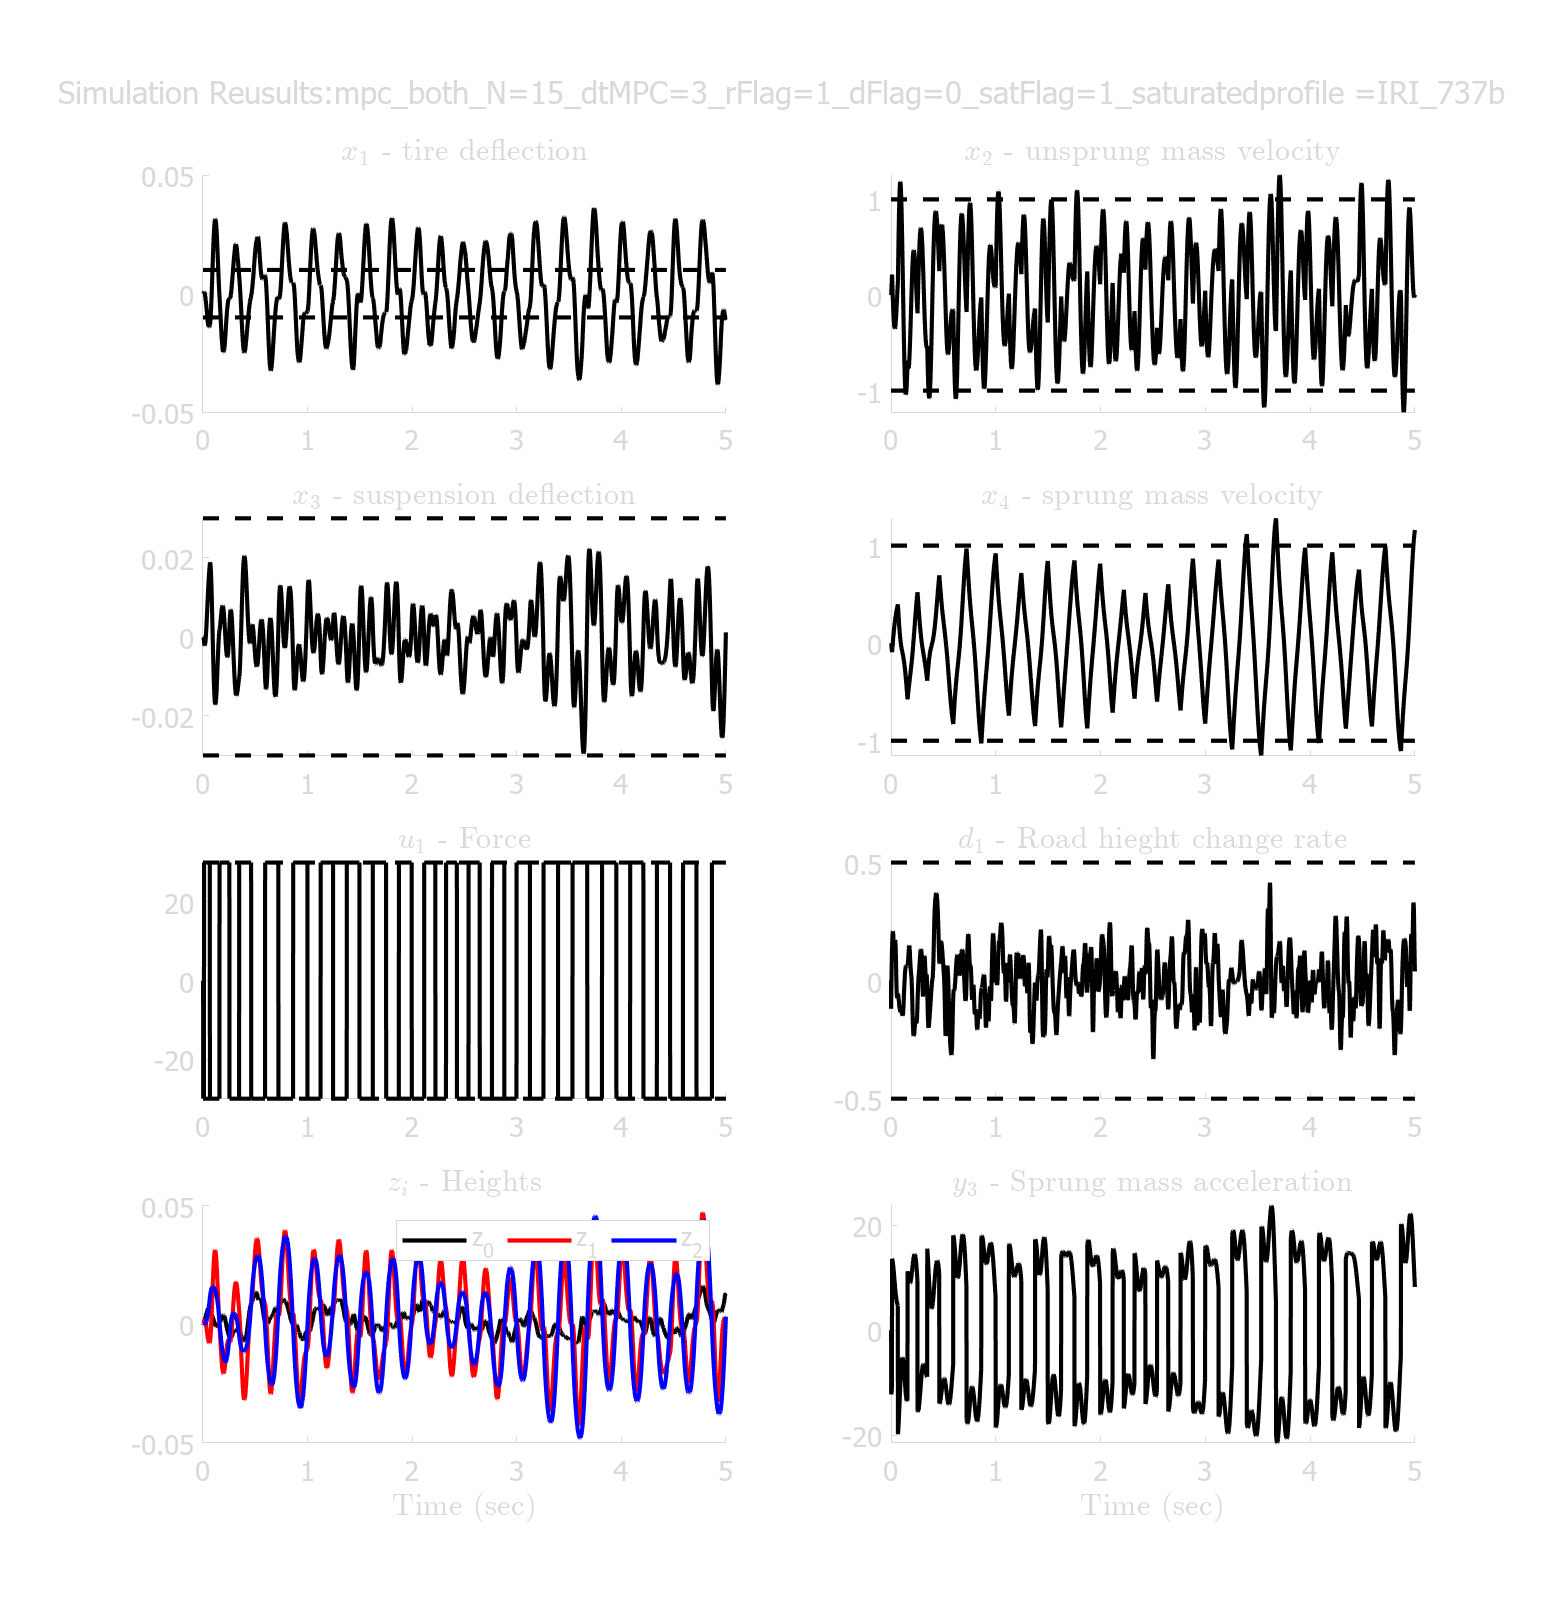 Simulation Reusults:mpc_both_N=15_dtMPC=3_rFlag=1_dFlag=0_satFlag=1_saturatedprofile =IRI_737b
x1 - tire deflection
0.05
0
-0.05
0 1 2 3 4 5
x2 - unsprung mass velocity
1
0
-1
0 1 2 3 4 5
x3 - suspension deflection
0.02
0
-0.02
0 1 2 3 4 5
x4 - sprung mass velocity
1
0
-1
0 1 2 3 4 5
u1 - Force
20
0
-20
0 1 2 3 4 5
d1 - Road hieght change rate
0.5
0
-0.5
0 1 2 3 4 5
zi - Heights
0.05
0
-0.05
z0 z1 z2
0 1 2 3 4 5
Time (sec)
y3 - Sprung mass acceleration
20
0
-20
0 1 2 3 4 5
Time (sec)